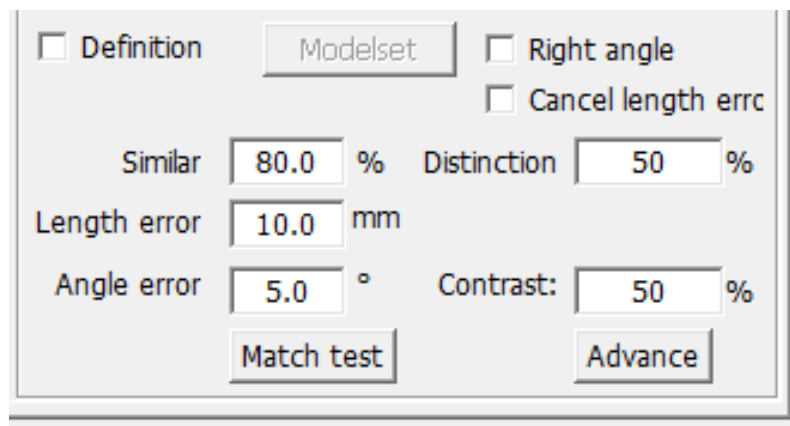 Definition Modelset Right angle
Cancel length erro
Similar 80.0 % Distinction 50 %
Length error 10.0 mm
Angle error 5.0 ° Contrast: 50 %
Match test Advance